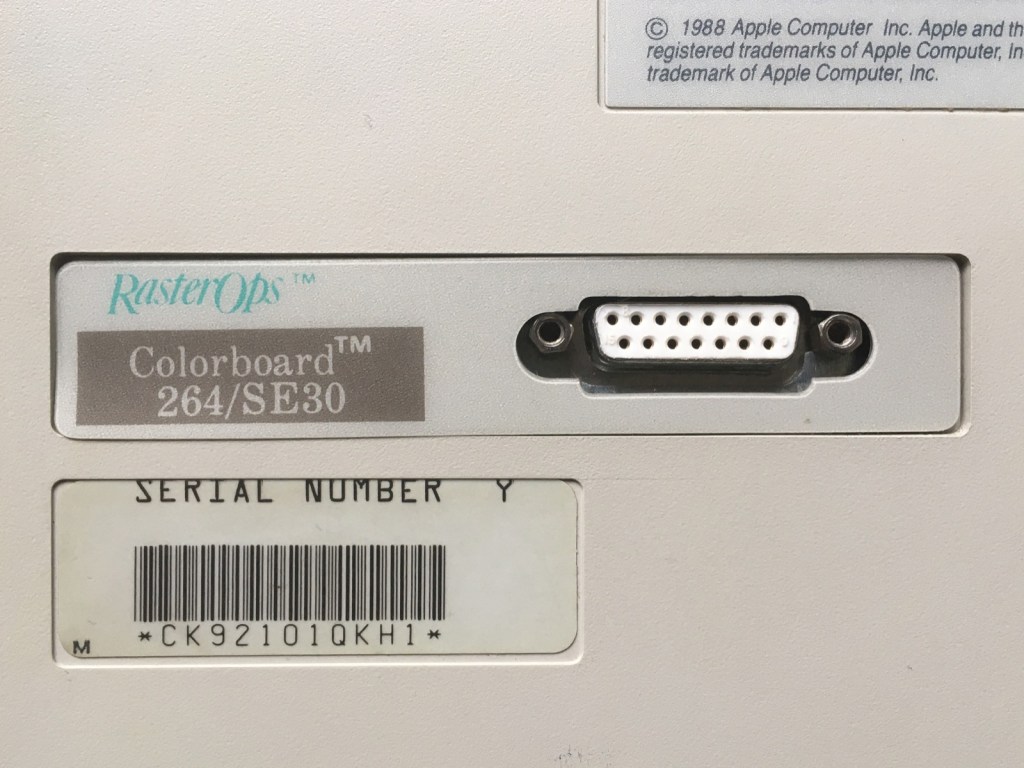 © 1988 Apple Computer Inc. Apple and th
registered trademarks of Apple Computer, In
trademark of Apple Computer, Inc.
RasterOps™
Colorboard™
264/SE30
SERIAL NUMBER Y
*CK92101QKH1*
M